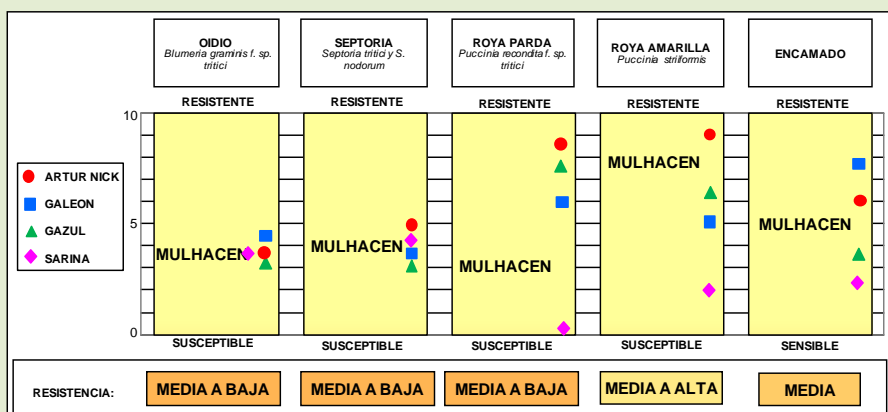 OIDIO
Blumeria graminis f. sp.
tritici
SEPTORIA
Septoria tritici y S.
nodorum
ROYA PARDA
Puccinia recondita f. sp.
tritici
ROYA AMARILLA
Puccinia striiformis
ENCAMADO
RESISTENTE
RESISTENTE
RESISTENTE
RESISTENTE
RESISTENTE
10
5
0
ARTUR NICK
GALEON
GAZUL
SARINA
MULHACEN
MULHACEN
MULHACEN
MULHACEN
MULHACEN
SUSCEPTIBLE
SUSCEPTIBLE
SUSCEPTIBLE
SUSCEPTIBLE
SENSIBLE
RESISTENCIA:
MEDIA A BAJA
MEDIA A BAJA
MEDIA A BAJA
MEDIA A ALTA
MEDIA